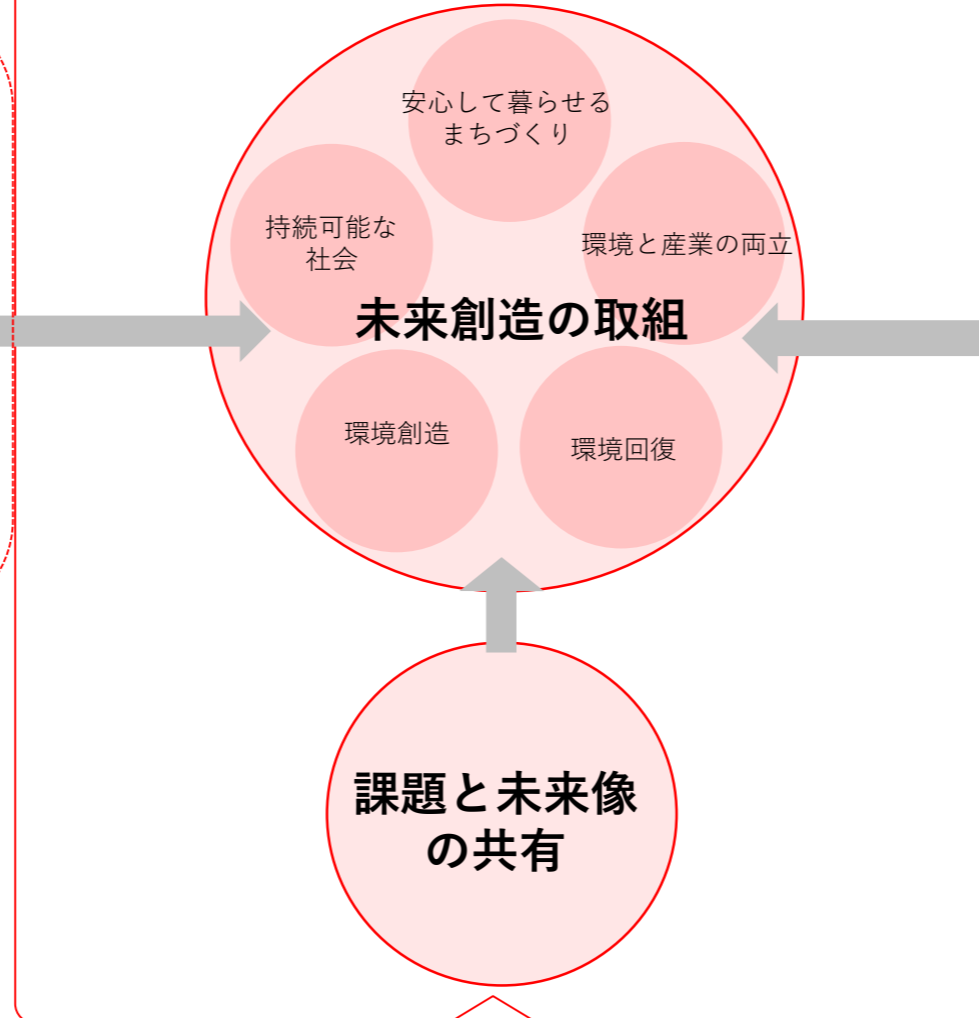 安心して暮らせる
まちづくり
持続可能な
社会
環境と産業の両立
未来創造の取組
環境創造
環境回復
課題と未来像
の共有